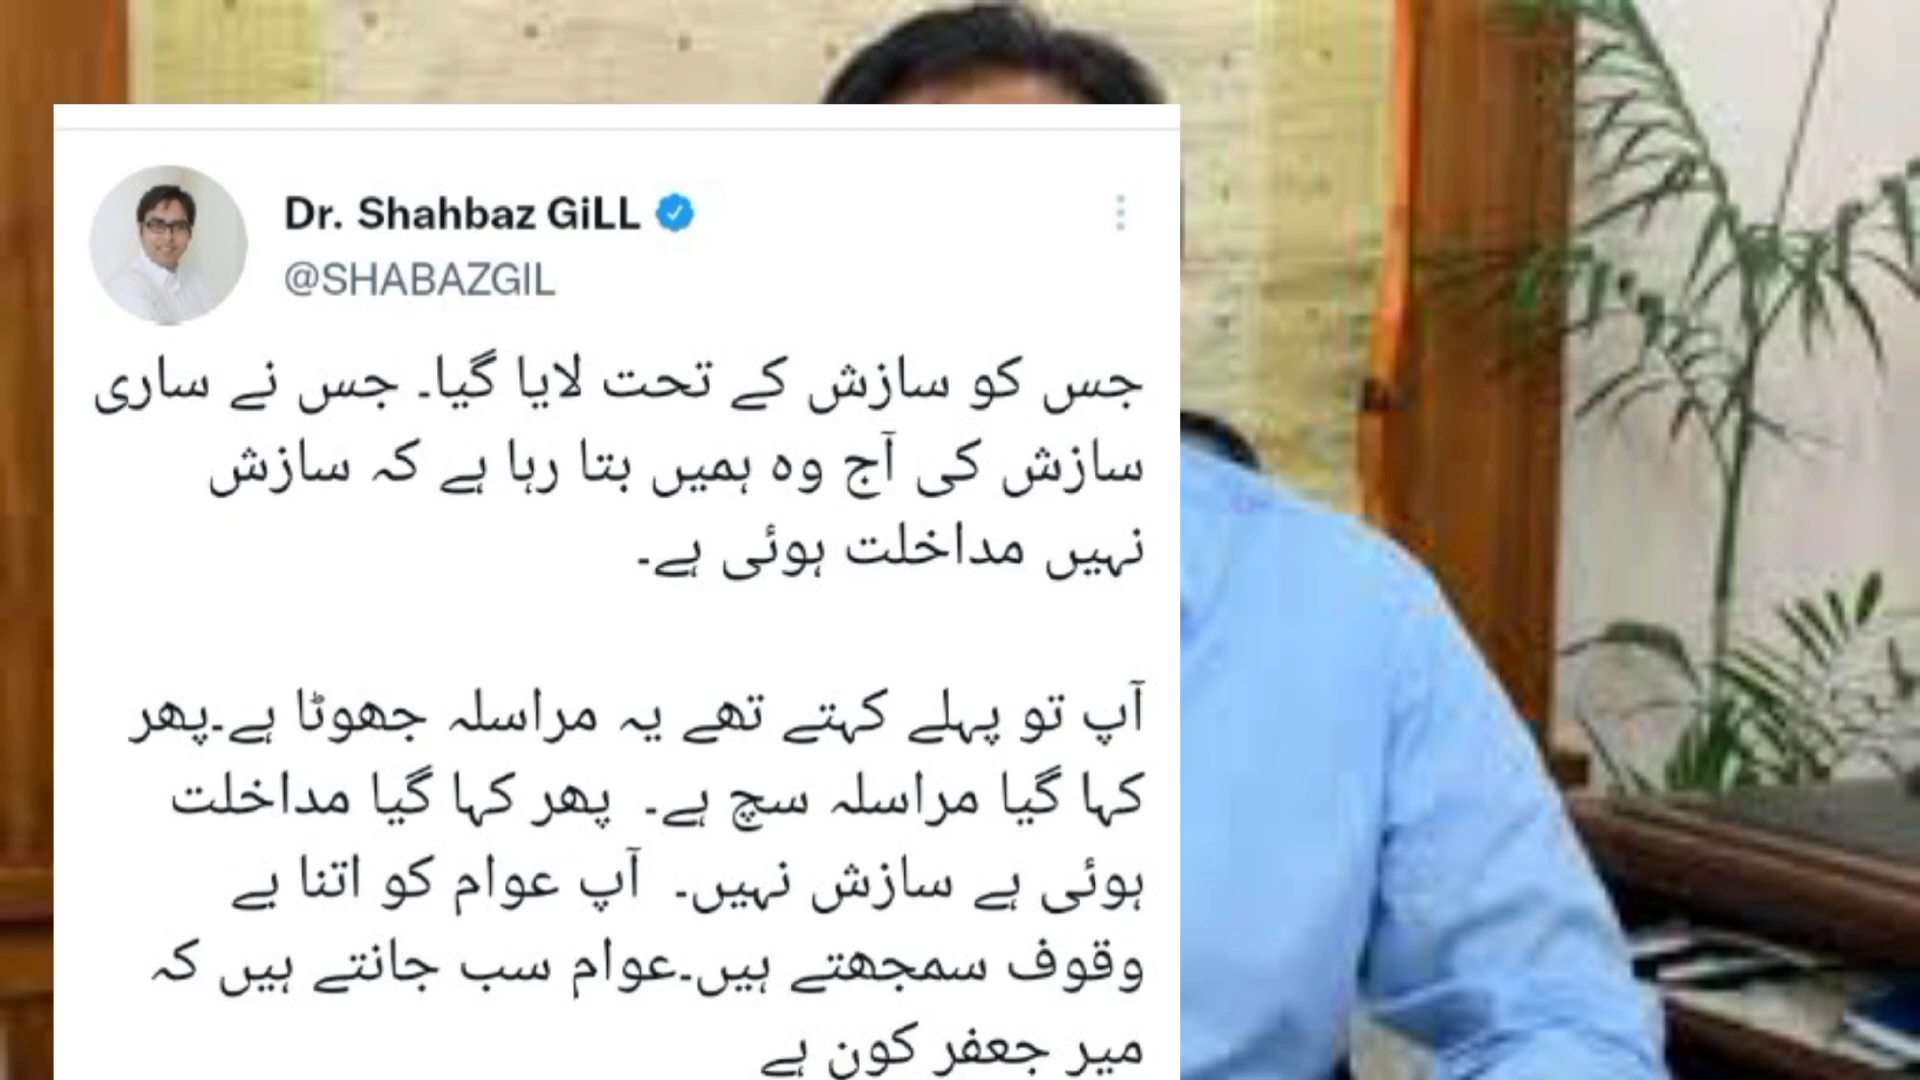 Dr. Shahbaz GiLL
@SHABAZGIL
جس کو سازش کے تحت لایا گیا۔ جس نے ساری
سازش کی آج وہ ہمیں بتا رہا ہے کہ سازش
نہیں مداخلت ہوئی ہے۔
آپ تو پہلے کہتے تھے یہ مراسلہ جھوٹا ہے۔پھر
کہا گیا مراسلہ سچ ہے۔ پھر کہا گیا مداخلت
ہوئی ہے سازش نہیں۔ آپ عوام کو اتنا بے
وقوف سمجھتے ہیں۔عوام سب جانتے ہیں کہ
میر جعفر کون ہے